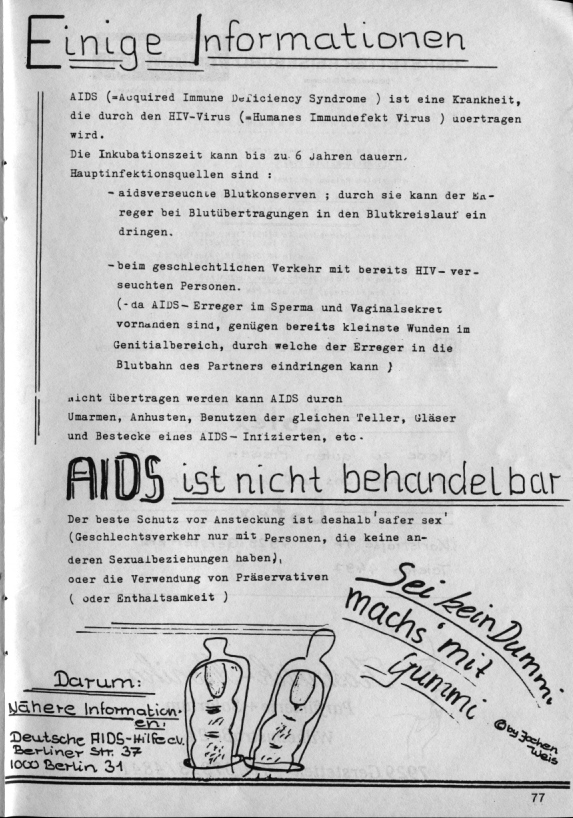 Einige Informationen
AIDS (=Acquired Immune Deficiency Syndrome ) ist eine Krankheit,
die durch den HIV-Virus (=Humanes Immundefekt Virus ) uoertragen
wird.
Die Inkubationszeit kann bis zu 6 Jahren dauern.
Hauptinfektionsquellen sind :
- aidsverseuchte Blutkonserven ; durch sie kann der En-
reger bei Blutübertragungen in den Blutkreislauf ein
dringen.
- beim geschlechtlichen Verkehr mit bereits HIV- ver-
seuchten Personen.
(-da AIDS- Erreger im Sperma und Vaginalsekret
vornanden sind, genügen bereits kleinste Wunden im
Genitialbereich, durch welche der Erreger in die
Blutbahn des Partners eindringen kann )
nicht übertragen werden kann AIDS durch
Umarmen, Anhusten, Benutzen der gleichen Teller, Gläser
und Bestecke eines AIDS- Infizierten, etc.
AIDS ist nicht behandelbar
Der beste Schutz vor Ansteckung ist deshalb 'safer sex'
(Geschlechtsverkehr nur mit Personen, die keine an-
deren Sexualbeziehungen haben),
oder die Verwendung von Präservativen
( oder Enthaltsamkeit )
Sei kein Dummi
machs' mit
Gummi
© by Jochen
Weis
Darum:
Nähere Information-
en:
Deutsche AIDS-Hilfe e.V.
Berliner Str. 37
1000 Berlin 31
77